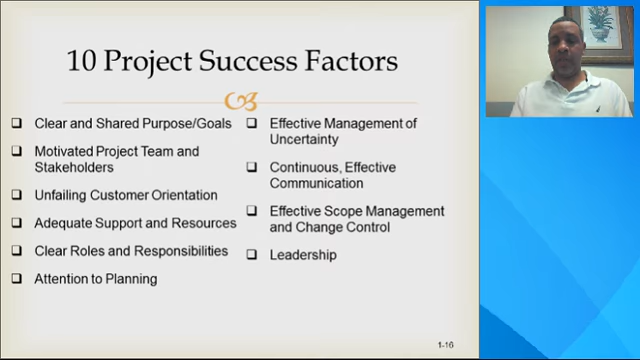 10 Project Success Factors
Clear and Shared Purpose/Goals
Motivated Project Team and
Stakeholders
Unfailing Customer Orientation
Adequate Support and Resources
Clear Roles and Responsibilities
Attention to Planning
Effective Management of
Uncertainty
Continuous, Effective
Communication
Effective Scope Management
and Change Control
Leadership
1-16